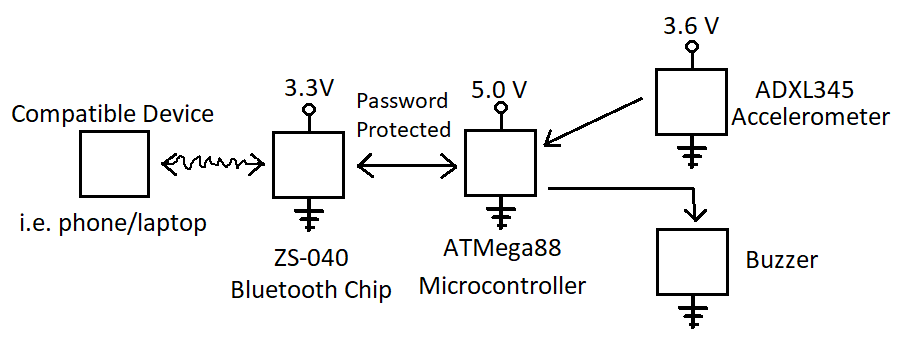 3.6 V
3.3V
5.0 V
Compatible Device
Password
Protected
ADXL345
Accelerometer
i.e. phone/laptop
ZS-040
Bluetooth Chip
ATMega88
Microcontroller
Buzzer